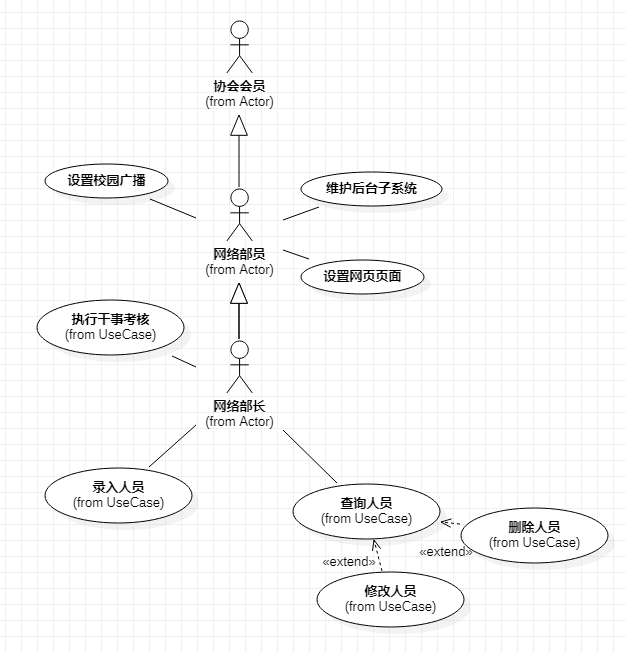 协会会员
(from Actor)
设置校园广播
维护后台子系统
网络部员
(from Actor)
设置网页页面
执行干事考核
(from UseCase)
网络部长
(from Actor)
录入人员
(from UseCase)
查询人员
(from UseCase)
删除人员
(from UseCase)
«extend»
«extend»
修改人员
(from UseCase)